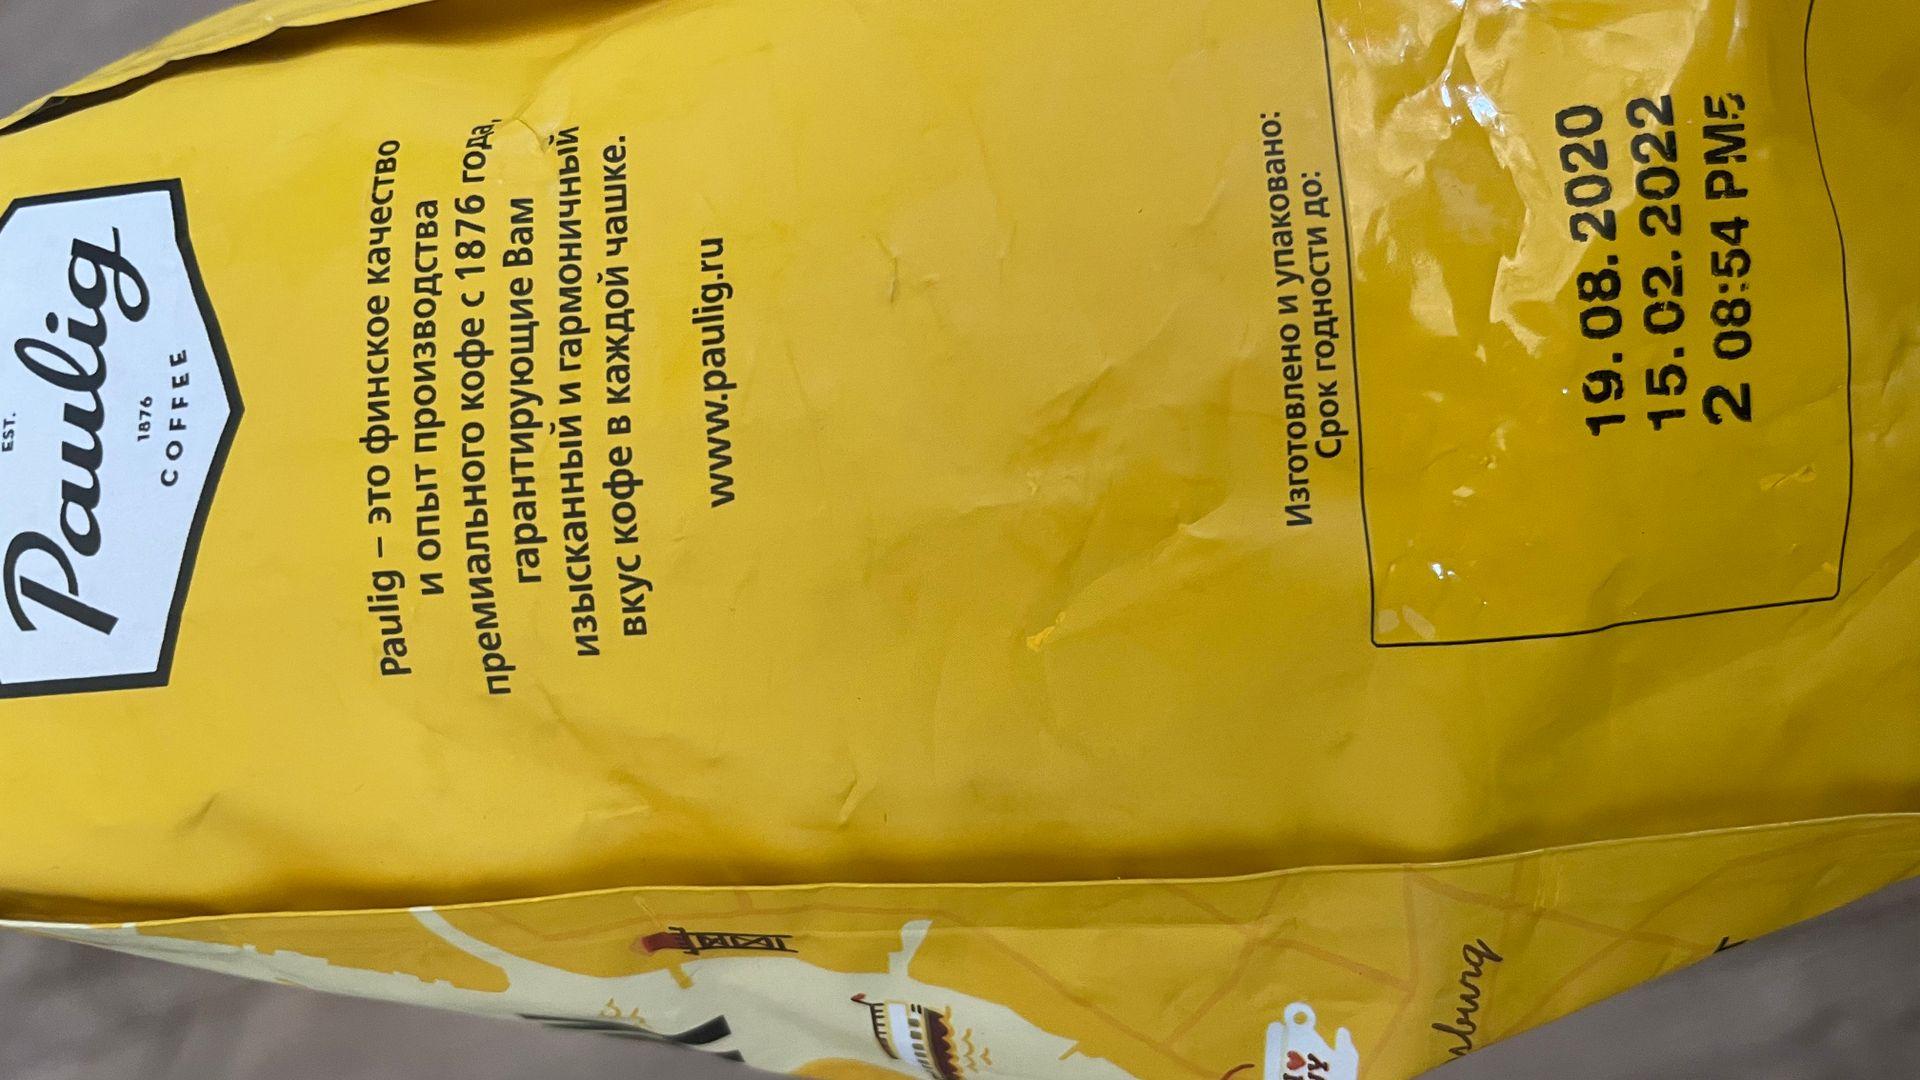 EST.
Paulig
1876
COFFEE
Paulig – это финское качество
и опыт производства
премиального кофе с 1876 года,
гарантирующие Вам
изысканный и гармоничный
вкус кофе в каждой чашке.
www.paulig.ru
Изготовлено и упаковано:
Срок годности до:
19.08.2020
15.02.2022
2 08:54 PM5